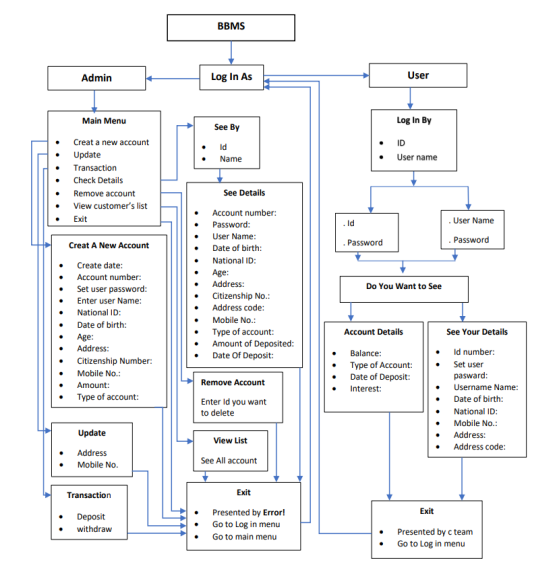 BBMS
Admin
Log In As
User
Main Menu
• Creat a new account
• Update
• Transaction
• Check Details
• Remove account
• View customer's list
• Exit
See By
• Id
• Name
Log In By
• ID
• User name
See Details
• Account number:
• Password:
• User Name:
• Date of birth:
• National ID:
• Age:
• Address:
• Citizenship No.:
• Address code:
• Mobile No.:
• Type of account:
• Amount of Deposited:
• Date Of Deposit:
. Id
. Password
. User Name
. Password
Creat A New Account
• Create date:
• Account number:
• Set user password:
• Enter user Name:
• National ID:
• Date of birth:
• Age:
• Address:
• Citizenship Number:
• Mobile No.:
• Amount:
• Type of account:
Do You Want to See
Account Details
• Balance:
• Type of Account:
• Date of Deposit:
• Interest:
See Your Details
• Id number:
• Set user
pasward:
• Username Name:
• Date of birth:
• National ID:
• Mobile No.:
• Address:
• Address code:
Remove Account
Enter Id you want
to delete
Update
• Address
• Mobile No.
View List
See All account
Transaction
• Deposit
• withdraw
Exit
• Presented by Error!
• Go to Log in menu
• Go to main menu
Exit
• Presented by c team
• Go to Log in menu